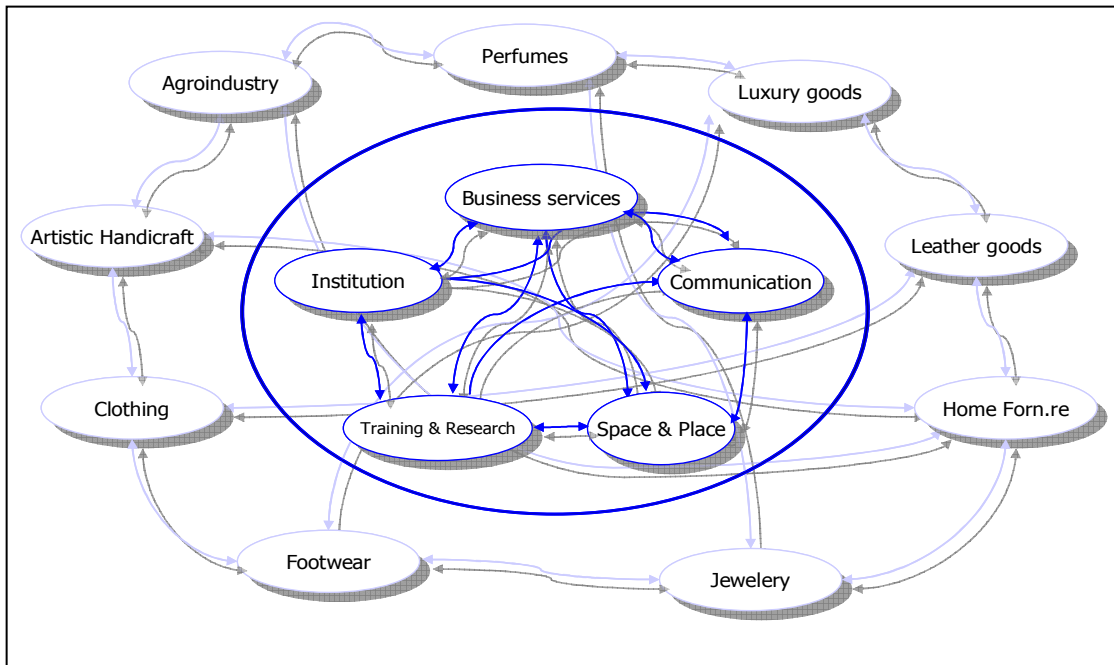 Perfumes
Agroindustry
Luxury goods
Business services
Artistic Handicraft
Leather goods
Institution
Communication
Clothing
Training & Research
Space & Place
Home Forn.re
Footwear
Jewelery